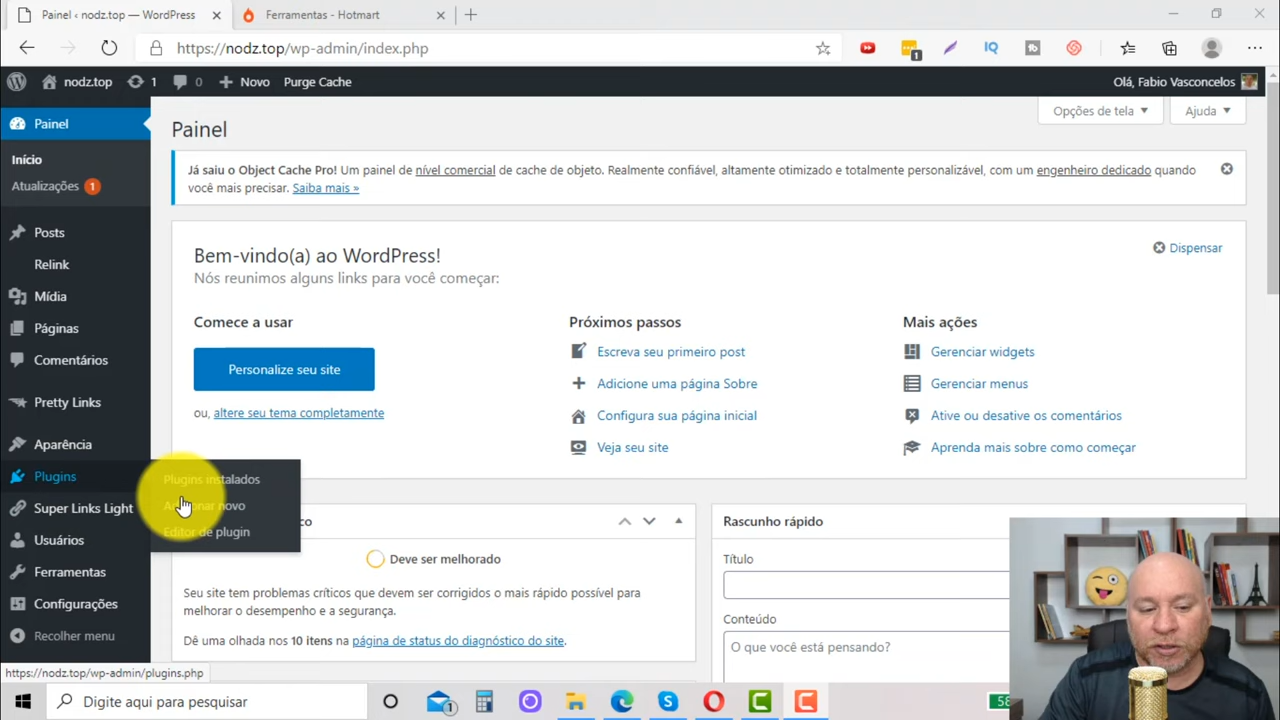 Painel ‹ nodz.top — WordPress
Ferramentas - Hotmart
https://nodz.top/wp-admin/index.php
1
IQ
tb
nodz.top
1
0
Novo
Purge Cache
Olá, Fabio Vasconcelos
Painel
Início
Atualizações 1
Posts
Relink
Mídia
Páginas
Comentários
Pretty Links
Aparência
Plugins
Super Links Light
Usuários
Ferramentas
Configurações
Recolher menu
Plugins instalados
Editor de plugin
Painel
Opções de tela
Ajuda
Já saiu o Object Cache Pro! Um painel de nível comercial de cache de objeto. Realmente confiável, altamente otimizado e totalmente personalizável, com um engenheiro dedicado quando
você mais precisar. Saiba mais »
Bem-vindo(a) ao WordPress!
Nós reunimos alguns links para você começar:
Dispensar
Comece a usar
Personalize seu site
ou, altere seu tema completamente
Próximos passos
Escreva seu primeiro post
Adicione uma página Sobre
Configura sua página inicial
Veja seu site
Mais ações
Gerenciar widgets
Gerenciar menus
Ative ou desative os comentários
Aprenda mais sobre como começar
Deve ser melhorado
Seu site tem problemas críticos que devem ser corrigidos o mais rápido possível para
melhorar o desempenho e a segurança.
Dê uma olhada nos 10 itens na página de status do diagnóstico do site.
Rascunho rápido
Título
Conteúdo
O que você está pensando?
https://nodz.top/wp-admin/plugins.php
Digite aqui para pesquisar
1